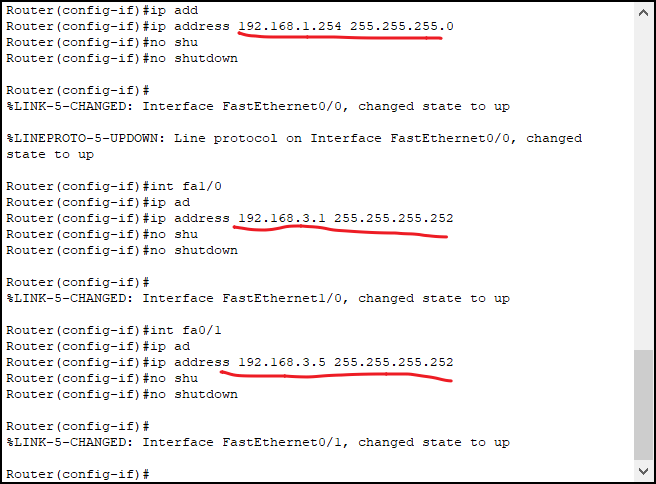 Router(config-if)#ip add
Router(config-if)#ip address 192.168.1.254 255.255.255.0
Router(config-if)#no shu
Router(config-if)#no shutdown
Router(config-if)#
%LINK-5-CHANGED: Interface FastEthernet0/0, changed state to up
%LINEPROTO-5-UPDOWN: Line protocol on Interface FastEthernet0/0, changed
state to up
Router(config-if)#int fa1/0
Router(config-if)#ip ad
Router(config-if)#ip address 192.168.3.1 255.255.255.252
Router(config-if)#no shu
Router(config-if)#no shutdown
Router(config-if)#
%LINK-5-CHANGED: Interface FastEthernet1/0, changed state to up
Router(config-if)#int fa0/1
Router(config-if)#ip ad
Router(config-if)#ip address 192.168.3.5 255.255.255.252
Router(config-if)#no shu
Router(config-if)#no shutdown
Router(config-if)#
%LINK-5-CHANGED: Interface FastEthernet0/1, changed state to up
Router(config-if)#